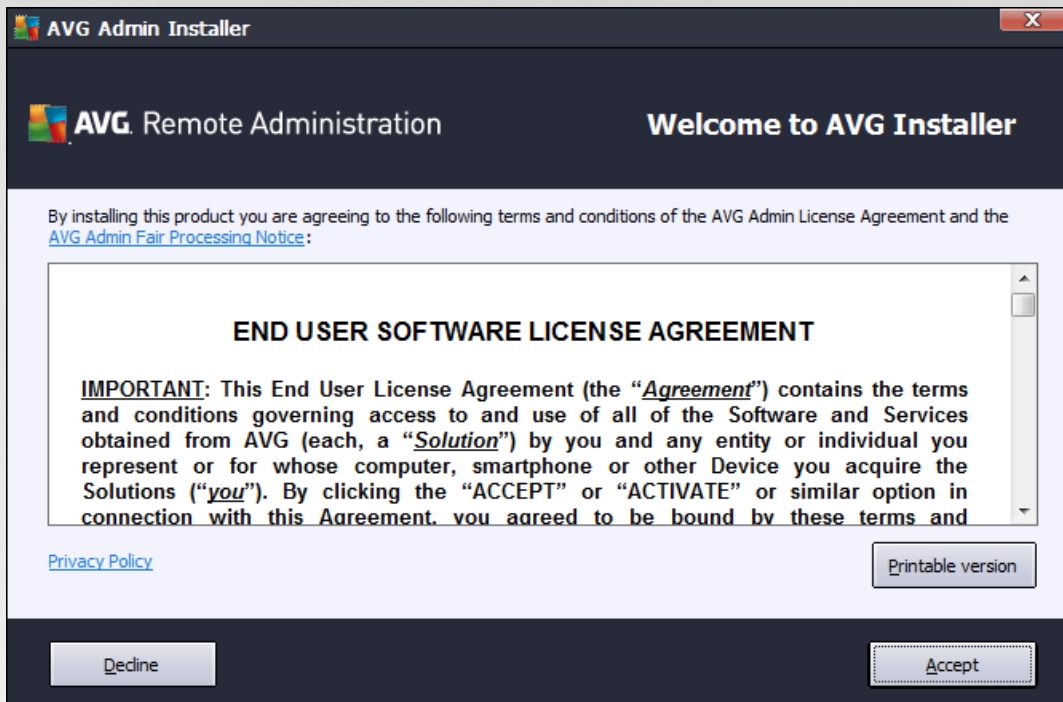 AVG Admin Installer
AVG. Remote Administration
Welcome to AVG Installer
By installing this product you are agreeing to the following terms and conditions of the AVG Admin License Agreement and the
AVG Admin Fair Processing Notice:
END USER SOFTWARE LICENSE AGREEMENT
IMPORTANT: This End User License Agreement (the “Agreement”) contains the terms
and conditions governing access to and use of all of the Software and Services
obtained from AVG (each, a “Solution”) by you and any entity or individual you
represent or for whose computer, smartphone or other Device you acquire the
Solutions (“you”). By clicking the “ACCEPT” or “ACTIVATE” or similar option in
connection with this Agreement, you agreed to be bound by these terms and
Privacy Policy
Printable version
Decline
Accept